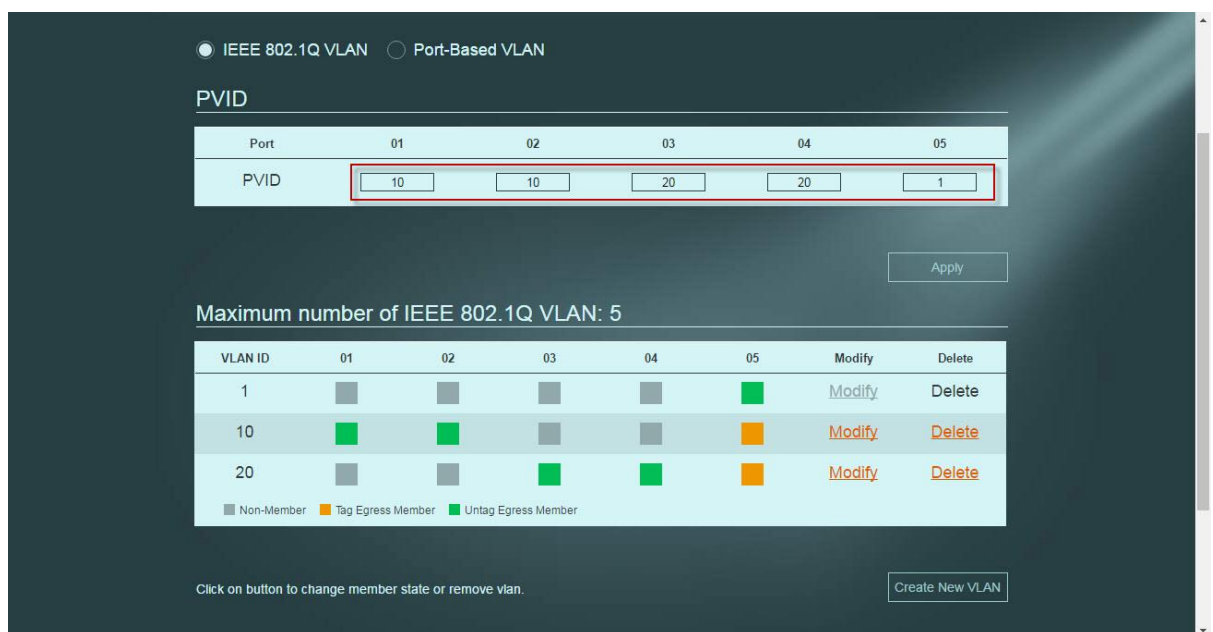 IEEE 802.1Q VLAN Port-Based VLAN
PVID
Port 01 02 03 04 05
PVID 10 10 20 20 1
Apply
Maximum number of IEEE 802.1Q VLAN: 5
VLAN ID 01 02 03 04 05 Modify Delete
1 Modify Delete
10 Modify Delete
20 Modify Delete
Non-Member Tag Egress Member Untag Egress Member
Click on button to change member state or remove vlan. Create New VLAN